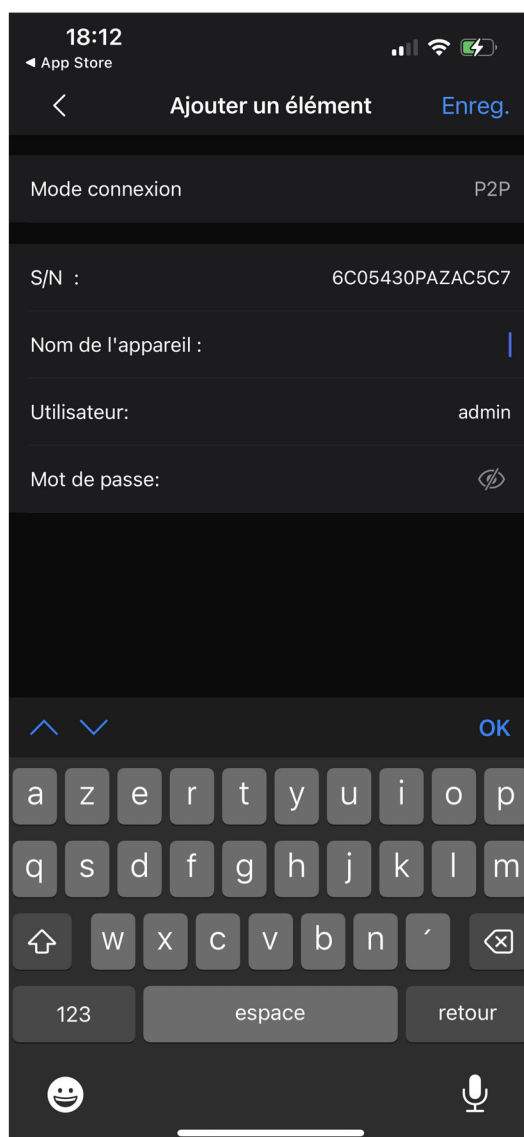 18:12
◀ App Store
Ajouter un élément
Enreg.
Mode connexion
P2P
S/N :
6C05430PAZAC5C7
Nom de l'appareil :
Utilisateur:
admin
Mot de passe:
OK
a z e r t y u i o p
q s d f g h j k l m
w x c v b n ´
123
espace
retour